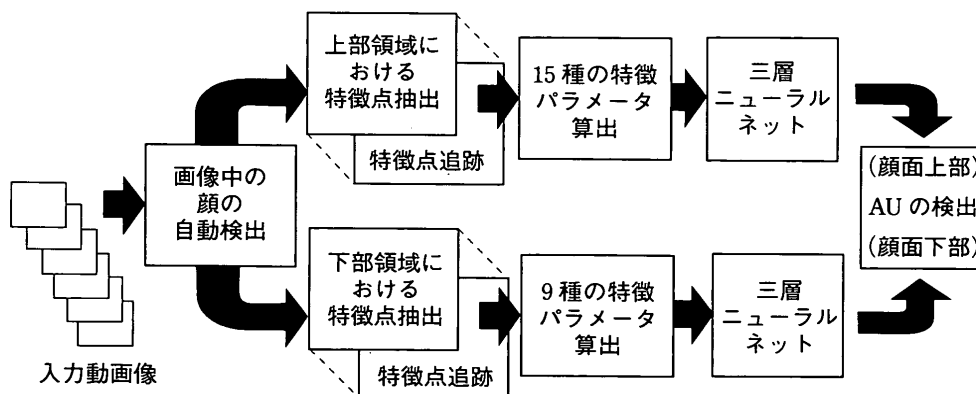 入力動画像
画像中の
顔の
自動検出
上部領域に
おける
特徴点抽出
特徴点追跡
15種の特徴
パラメータ
算出
三層
ニューラル
ネット
下部領域に
おける
特徴点抽出
特徴点追跡
9種の特徴
パラメータ
算出
三層
ニューラル
ネット
(顔面上部)
AUの検出
(顔面下部)